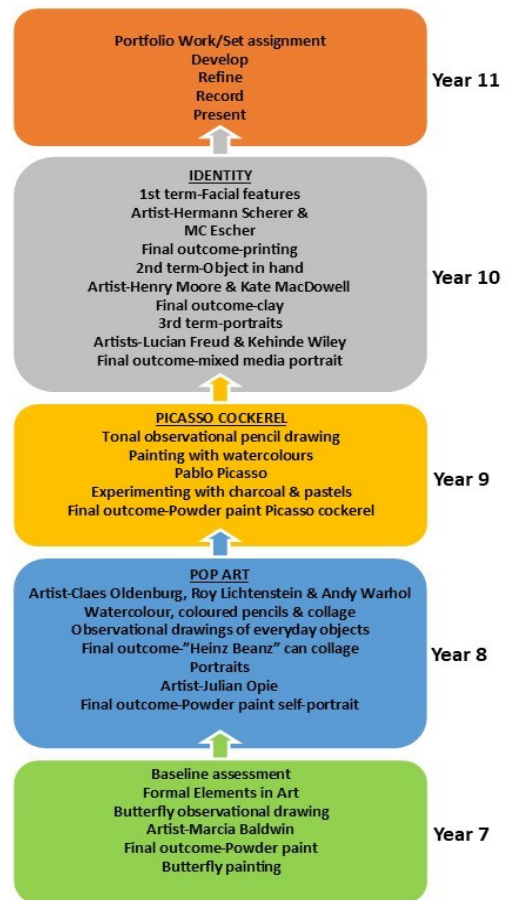 Portfolio Work/Set assignment
Develop
Refine
Record
Present
Year 11
IDENTITY
1st term-Facial features
Artist-Hermann Scherer &
MC Escher
Final outcome-printing
2nd term-Object in hand
Artist-Henry Moore & Kate MacDowell
Final outcome-clay
3rd term-portraits
Artists-Lucian Freud & Kehinde Wiley
Final outcome-mixed media portrait
Year 10
PICASSO COCKEREL
Tonal observational pencil drawing
Painting with watercolours
Pablo Picasso
Experimenting with charcoal & pastels
Final outcome-Powder paint Picasso cockerel
Year 9
POP ART
Artist-Claes Oldenburg, Roy Lichtenstein & Andy Warhol
Watercolour, coloured pencils & collage
Observational drawings of everyday objects
Final outcome-”Heinz Beanz” can collage
Portraits
Artist-Julian Opie
Final outcome-Powder paint self-portrait
Year 8
Baseline assessment
Formal Elements in Art
Butterfly observational drawing
Artist-Marcia Baldwin
Final outcome-Powder paint
Butterfly painting
Year 7